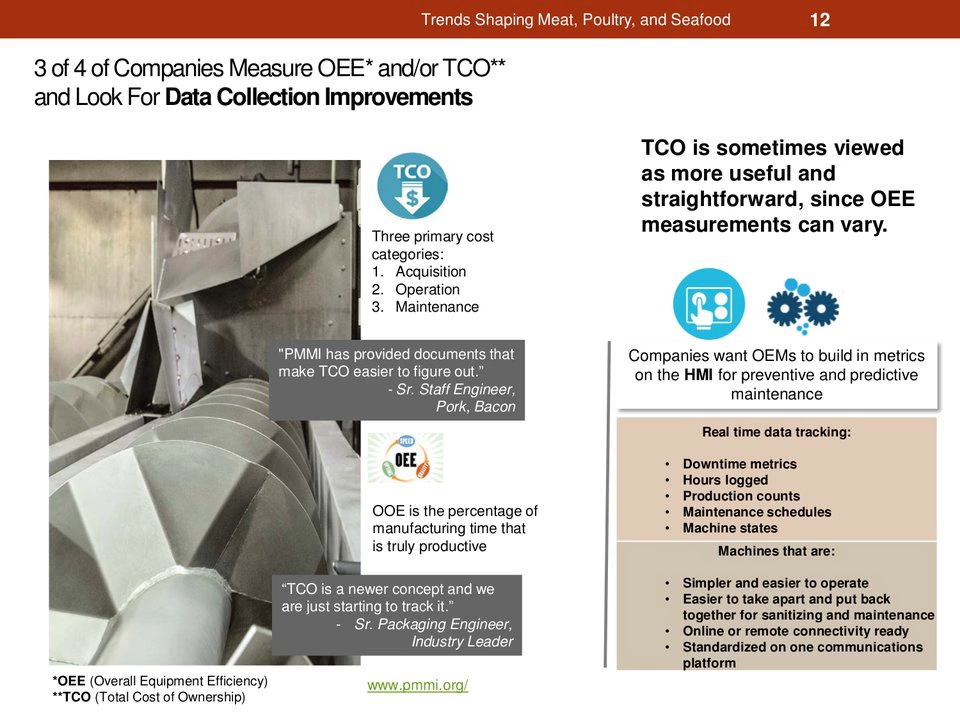 Trends Shaping Meat, Poultry, and Seafood 12
3 of 4 of Companies Measure OEE* and/or TCO**
and Look For Data Collection Improvements
TCO
$
Three primary cost
categories:
1. Acquisition
2. Operation
3. Maintenance
"PMMI has provided documents that
make TCO easier to figure out.”
- Sr. Staff Engineer,
Pork, Bacon
SPEED
OEE
OOE is the percentage of
manufacturing time that
is truly productive
“TCO is a newer concept and we
are just starting to track it.”
- Sr. Packaging Engineer,
Industry Leader
*OEE (Overall Equipment Efficiency)
**TCO (Total Cost of Ownership)
www.pmmi.org/
TCO is sometimes viewed
as more useful and
straightforward, since OEE
measurements can vary.
Companies want OEMs to build in metrics
on the HMI for preventive and predictive
maintenance
Real time data tracking:
• Downtime metrics
• Hours logged
• Production counts
• Maintenance schedules
• Machine states
Machines that are:
• Simpler and easier to operate
• Easier to take apart and put back
together for sanitizing and maintenance
• Online or remote connectivity ready
• Standardized on one communications
platform